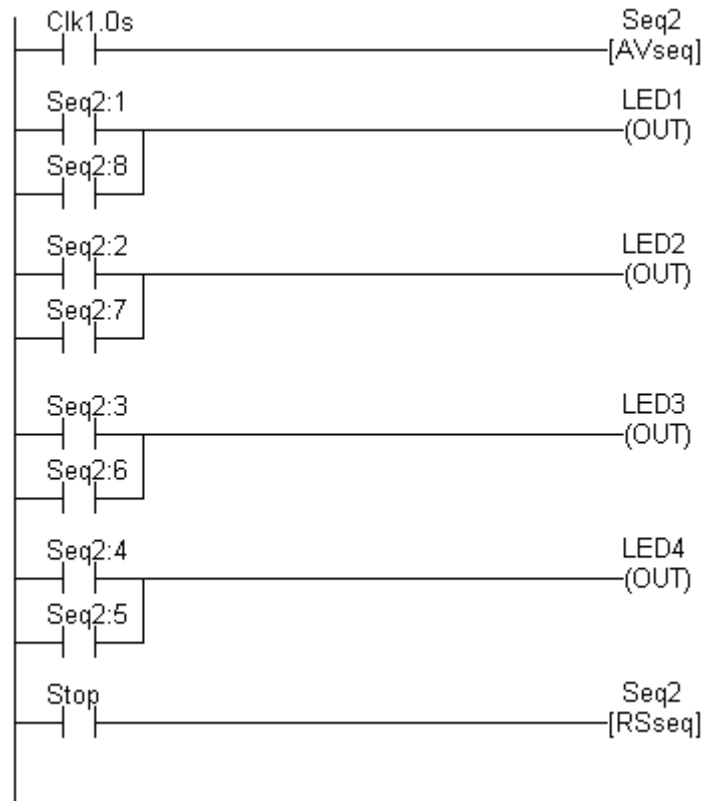 Clk1.0s Seq2
[AVseq]
Seq2:1 LED1
(OUT)
Seq2:8
Seq2:2 LED2
(OUT)
Seq2:7
Seq2:3 LED3
(OUT)
Seq2:6
Seq2:4 LED4
(OUT)
Seq2:5
Stop Seq2
[RSseq]